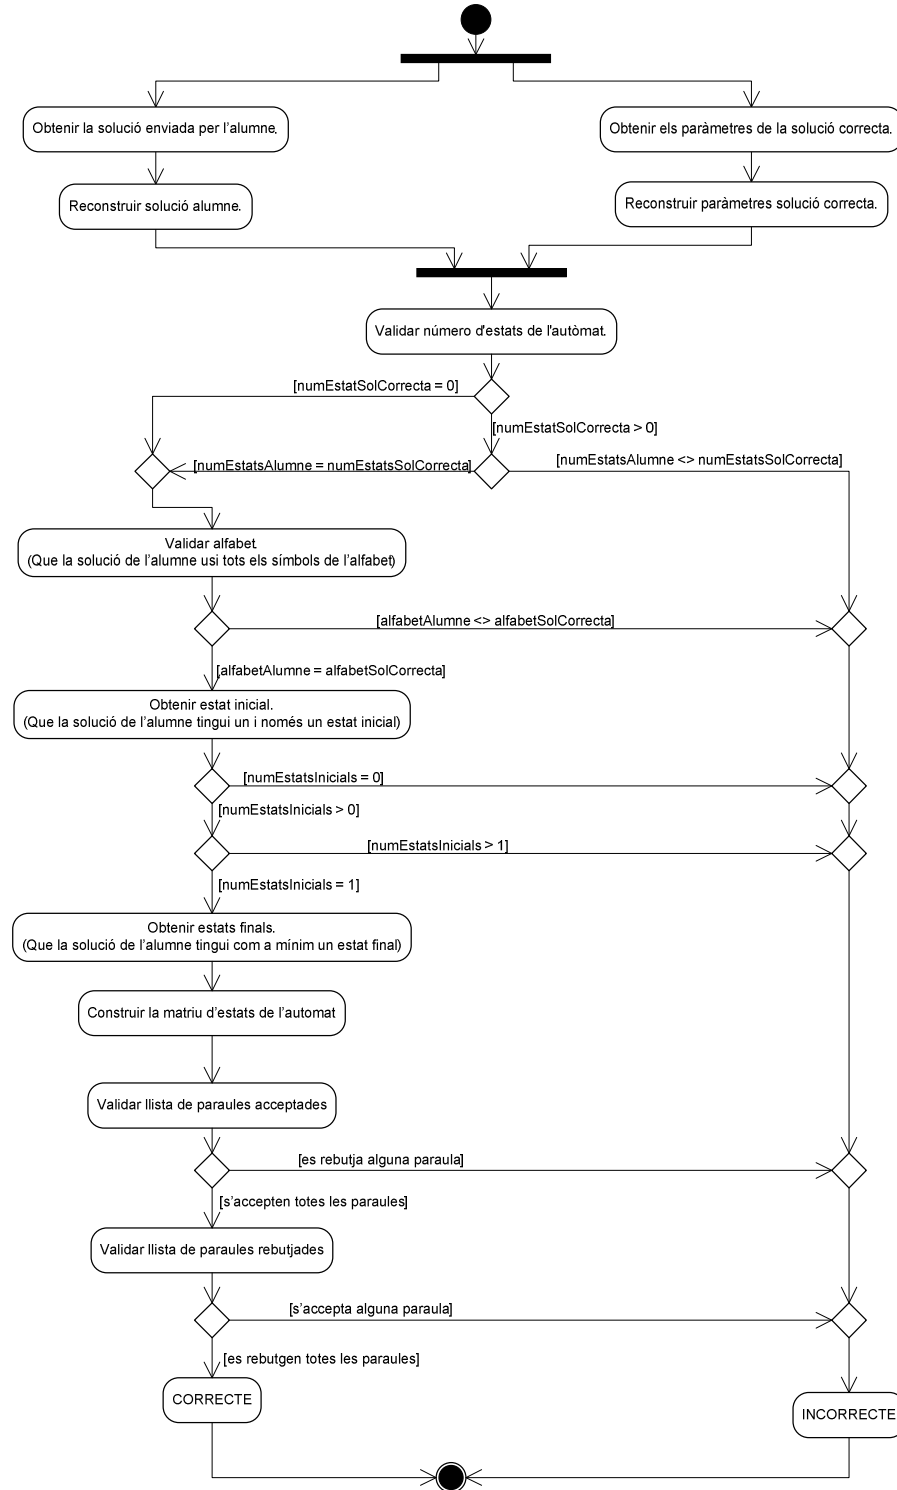 Obtenir la solució enviada per l'alumne.
Obtenir els paràmetres de la solució correcta.
Reconstruir solució alumne.
Reconstruir paràmetres solució correcta.
Validar número d'estats de l'autòmat.
[numEstatSolCorrecta = 0]
[numEstatSolCorrecta > 0]
[numEstatsAlumne = numEstatsSolCorrecta]
[numEstatsAlumne <> numEstatsSolCorrecta]
Validar alfabet.
(Que la solució de l'alumne usi tots els símbols de l'alfabet)
[alfabetAlumne <> alfabetSolCorrecta]
[alfabetAlumne = alfabetSolCorrecta]
Obtenir estat inicial.
(Que la solució de l'alumne tingui un i només un estat inicial)
[numEstatsInicials = 0]
[numEstatsInicials > 0]
[numEstatsInicials > 1]
[numEstatsInicials = 1]
Obtenir estats finals.
(Que la solució de l'alumne tingui com a mínim un estat final)
Construir la matriu d'estats de l'automat
Validar llista de paraules acceptades
[es rebutja alguna paraula]
[s'accepten totes les paraules]
Validar llista de paraules rebutjades
[s'accepta alguna paraula]
[es rebutgen totes les paraules]
CORRECTE
INCORRECTE